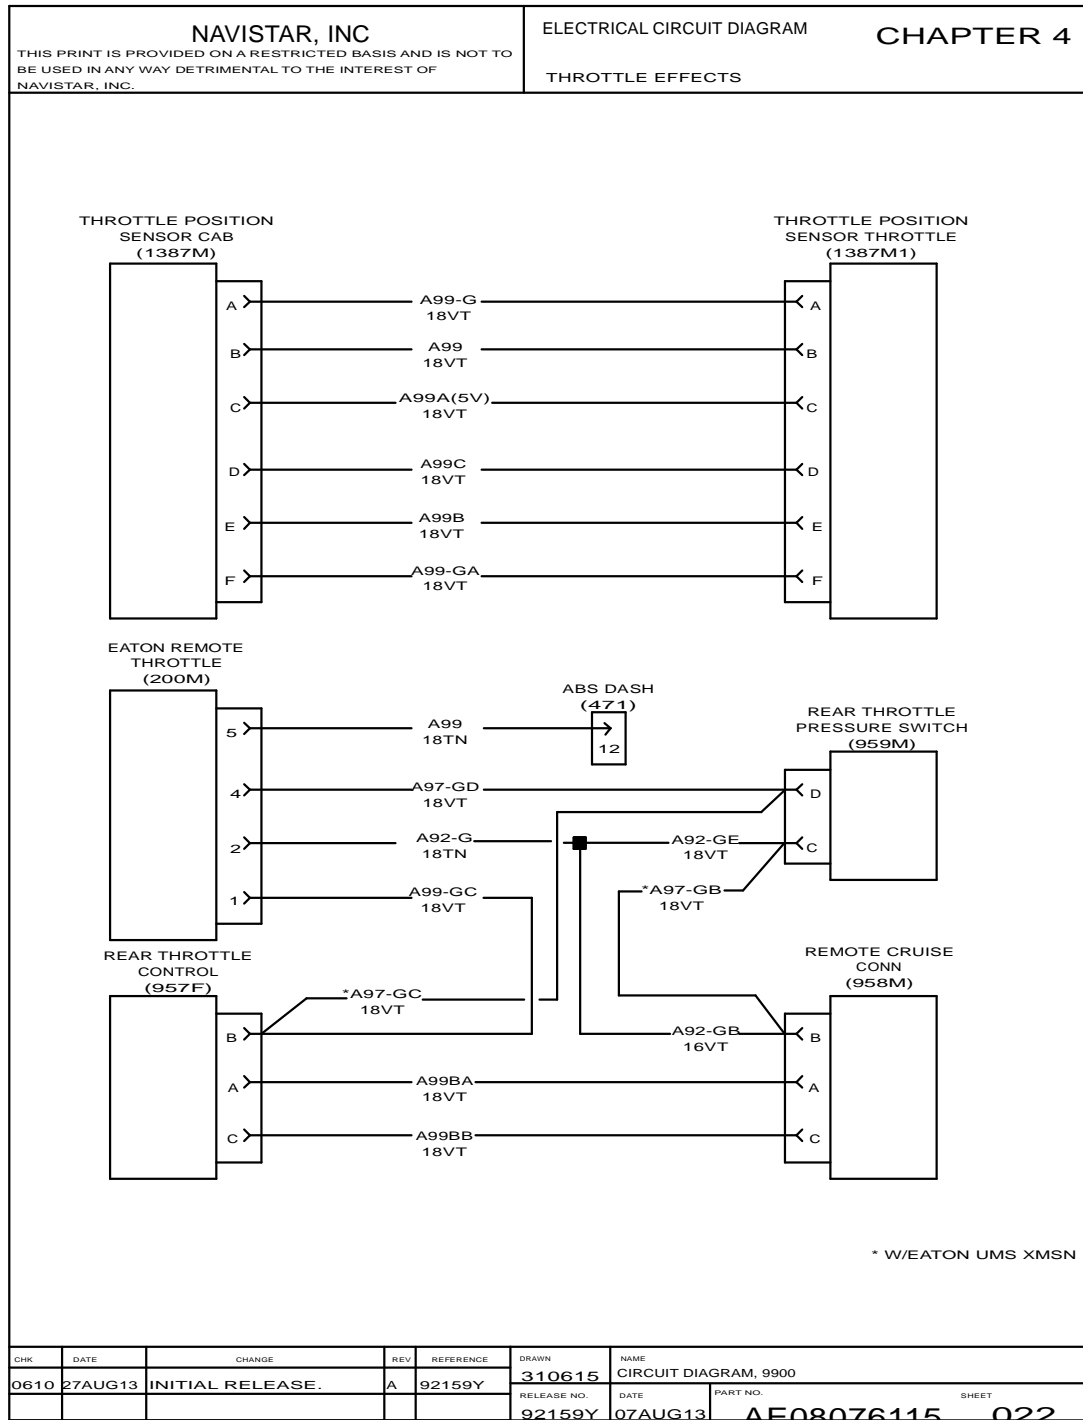 NAVISTAR, INC
THIS PRINT IS PROVIDED ON A RESTRICTED BASIS AND IS NOT TO
BE USED IN ANY WAY DETRIMENTAL TO THE INTEREST OF
NAVISTAR, INC.
ELECTRICAL CIRCUIT DIAGRAM
CHAPTER 4
THROTTLE EFFECTS
THROTTLE POSITION
SENSOR CAB
(1387M)
THROTTLE POSITION
SENSOR THROTTLE
(1387M1)
A
A99-G
18VT
A
B
A99
18VT
B
C
A99A(5V)
18VT
C
D
A99C
18VT
D
E
A99B
18VT
E
F
A99-GA
18VT
F
EATON REMOTE
THROTTLE
(200M)
ABS DASH
(471)
REAR THROTTLE
PRESSURE SWITCH
(959M)
5
A99
18TN
12
4
A97-GD
18VT
D
2
A92-G
18TN
A92-GE
18VT
C
1
A99-GC
18VT
*A97-GB
18VT
REAR THROTTLE
CONTROL
(957F)
REMOTE CRUISE
CONN
(958M)
*A97-GC
18VT
B
A92-GB
16VT
B
A
A99BA
18VT
A
C
A99BB
18VT
C
* W/EATON UMS XMSN
CHK DATE CHANGE REV REFERENCE
0610 27AUG13 INITIAL RELEASE. A 92159Y
DRAWN
310615
NAME
CIRCUIT DIAGRAM, 9900
RELEASE NO.
92159Y
DATE
07AUG13
PART NO.
AE08076115
SHEET
022